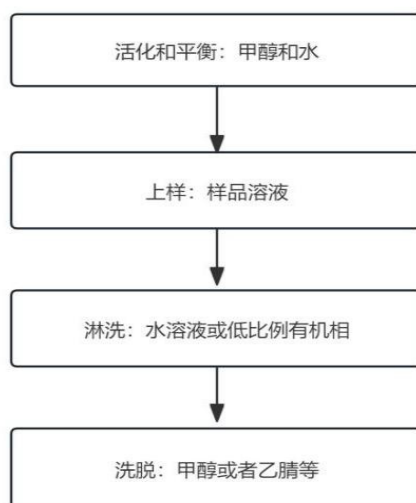 活化和平衡：甲醇和水
上样：样品溶液
淋洗：水溶液或低比例有机相
洗脱：甲醇或者乙腈等